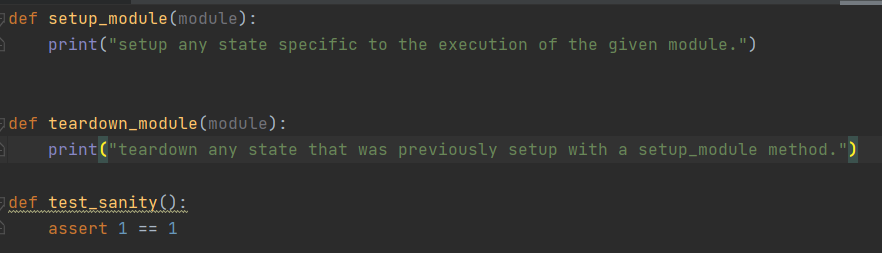 def setup_module(module):
    print("setup any state specific to the execution of the given module.")
def teardown_module(module):
    print("teardown any state that was previously setup with a setup_module method.")
def test_sanity():
    assert 1 == 1